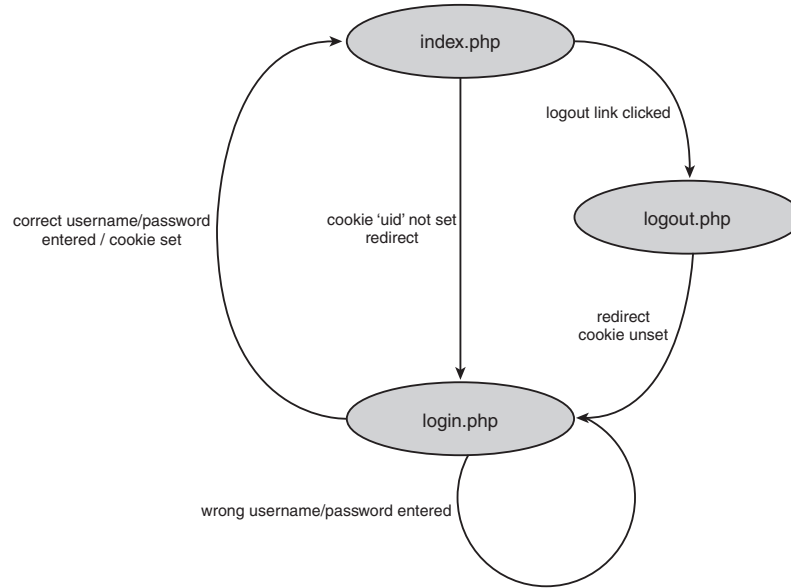 index.php
logout link clicked
correct username/password
entered / cookie set
cookie ‘uid’ not set
redirect
logout.php
redirect
cookie unset
login.php
wrong username/password entered